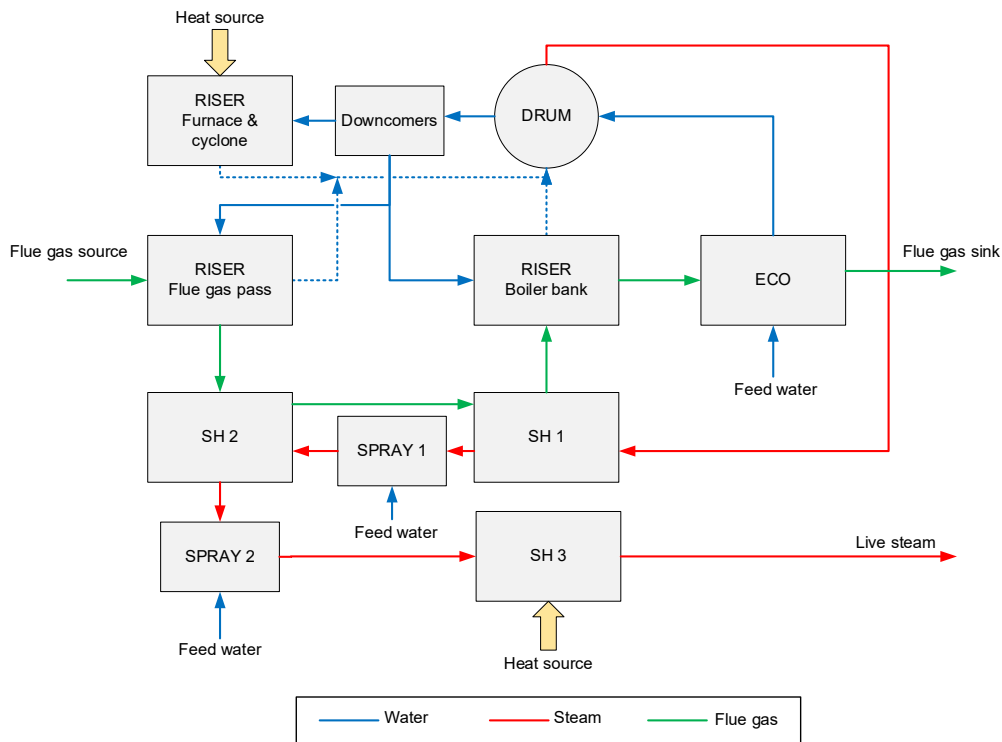 Heat source
RISER
Furnace &
cyclone
Downcomers
DRUM
Flue gas source
RISER
Flue gas pass
RISER
Boiler bank
ECO
Flue gas sink
Feed water
SH 2
SPRAY 1
SH 1
Feed water
SPRAY 2
SH 3
Live steam
Feed water
Heat source
Water
Steam
Flue gas